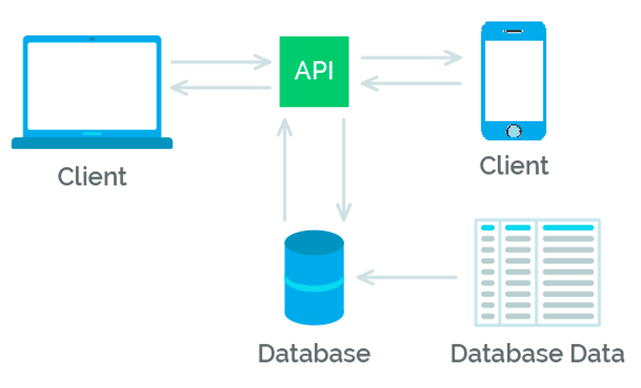 API
Client
Client
Database
Database Data